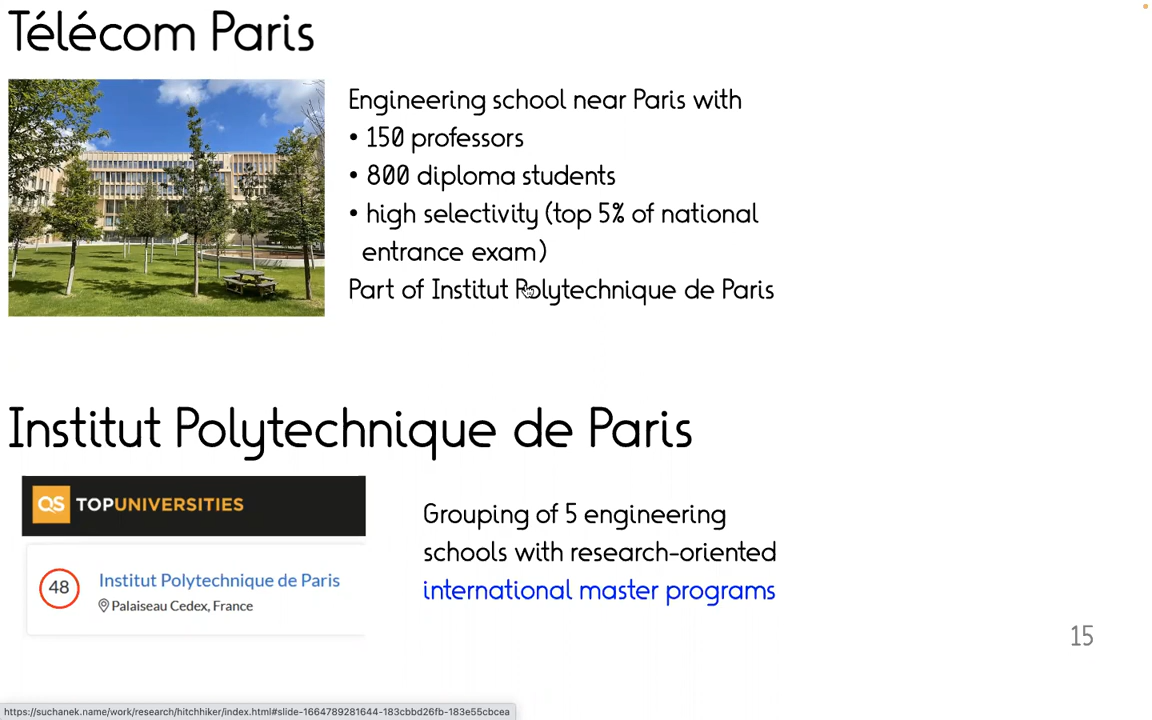 Télécom Paris
Engineering school near Paris with
• 150 professors
• 800 diploma students
• high selectivity (top 5% of national
entrance exam)
Part of Institut Polytechnique de Paris
Institut Polytechnique de Paris
QS TOPUNIVERSITIES
48 Institut Polytechnique de Paris
Palaiseau Cedex, France
Grouping of 5 engineering
schools with research-oriented
international master programs
15
https://suchanek.name/work/research/hitchhiker/index.html#slide-1664789281644-183cbbd26fb-183e55cbcea